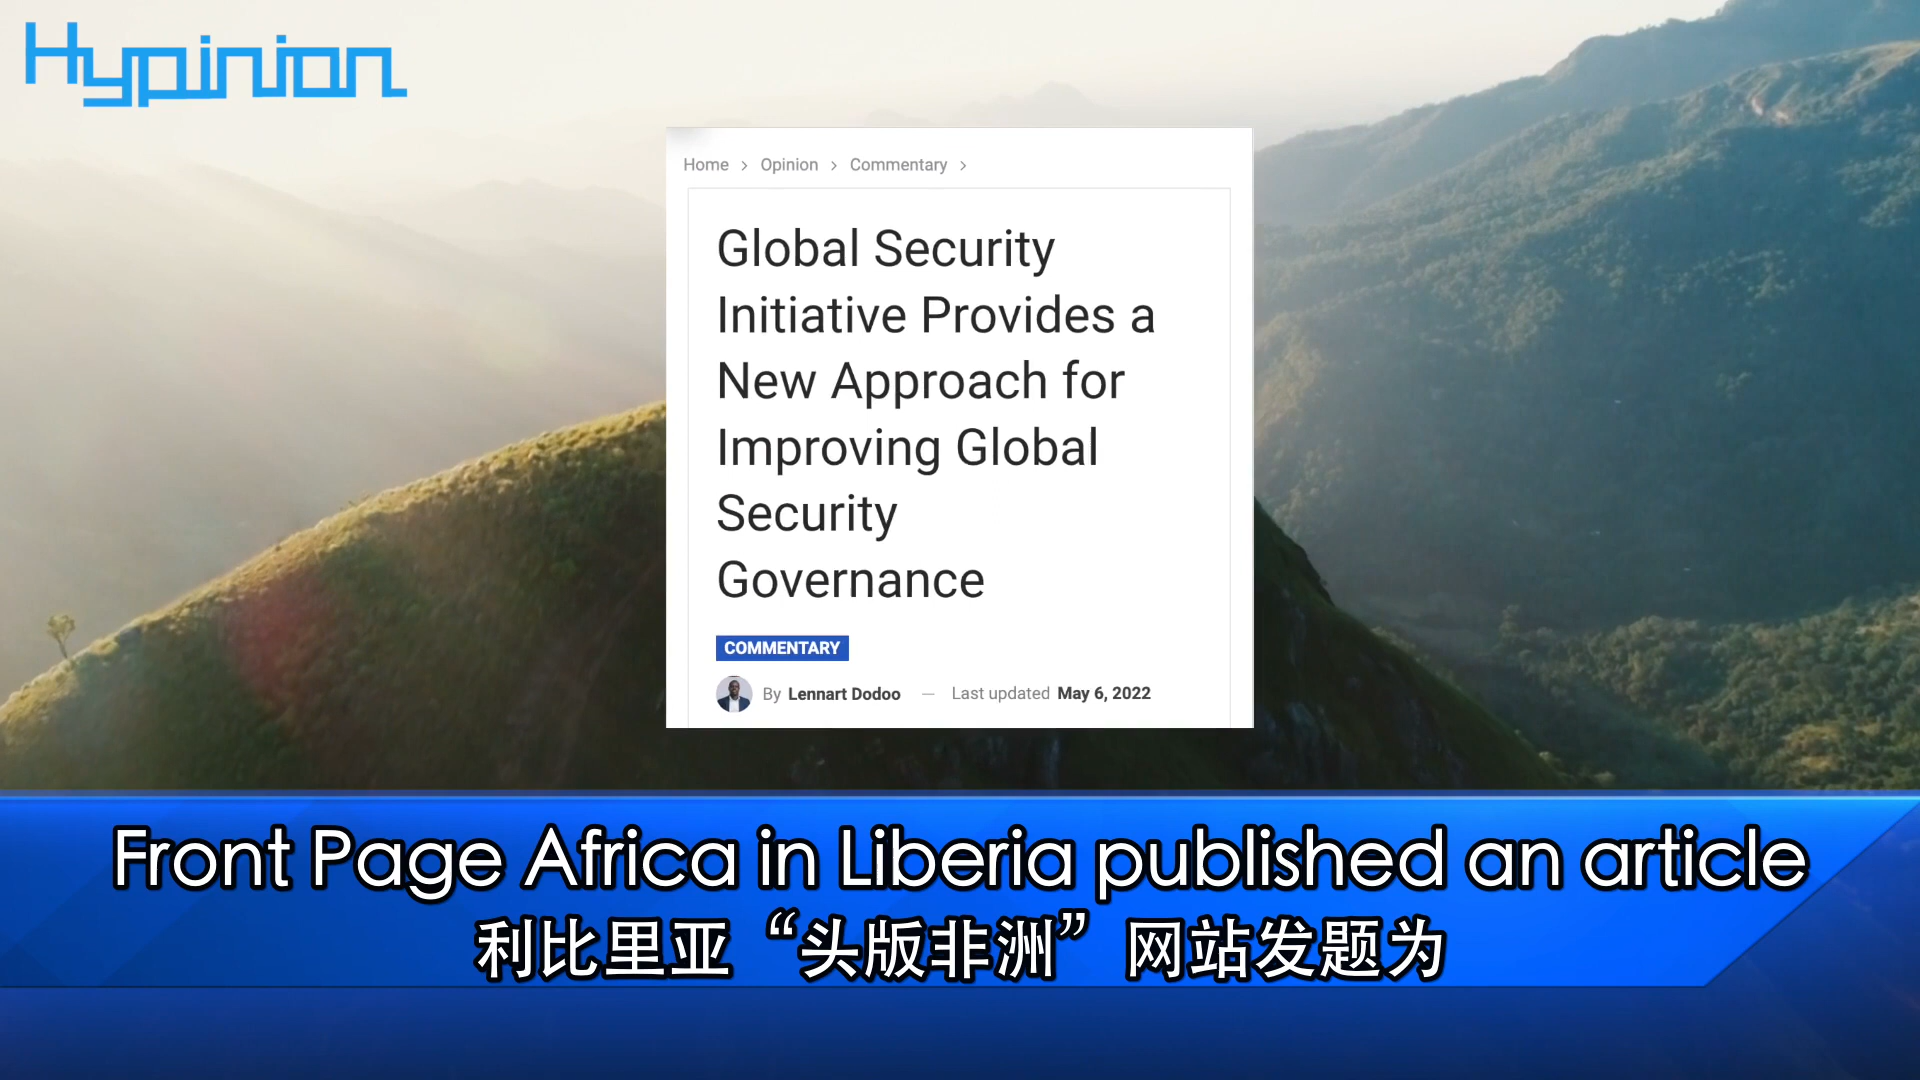 Hypinion
Home > Opinion > Commentary >
Global Security
Initiative Provides a
New Approach for
Improving Global
Security
Governance
COMMENTARY
By Lennart Dodoo — Last updated May 6, 2022
Front Page Africa in Liberia published an article
利比里亚“头版非洲”网站发题为